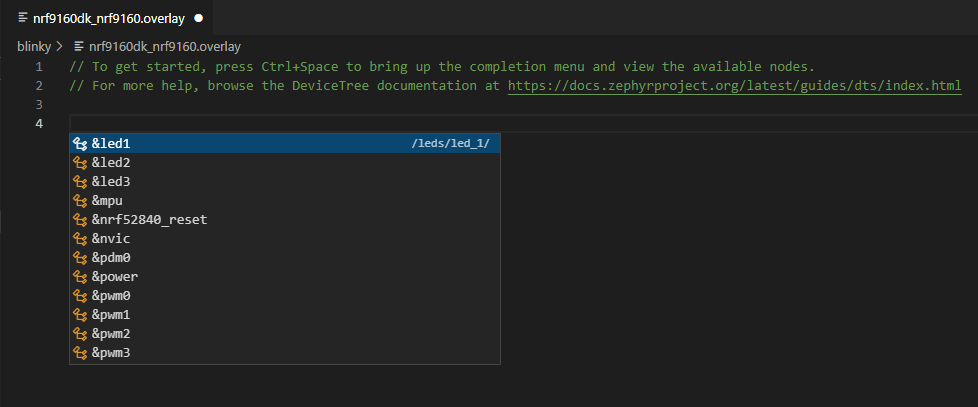 nrf9160dk_nrf9160.overlay
blinky > nrf9160dk_nrf9160.overlay
1 // To get started, press Ctrl+Space to bring up the completion menu and view the available nodes.
2 // For more help, browse the DeviceTree documentation at https://docs.zephyrproject.org/latest/guides/dts/index.html
3
4
&led1 /leds/led_1/
&led2
&led3
&mpu
&nrf52840_reset
&nvic
&pdm0
&power
&pwm0
&pwm1
&pwm2
&pwm3